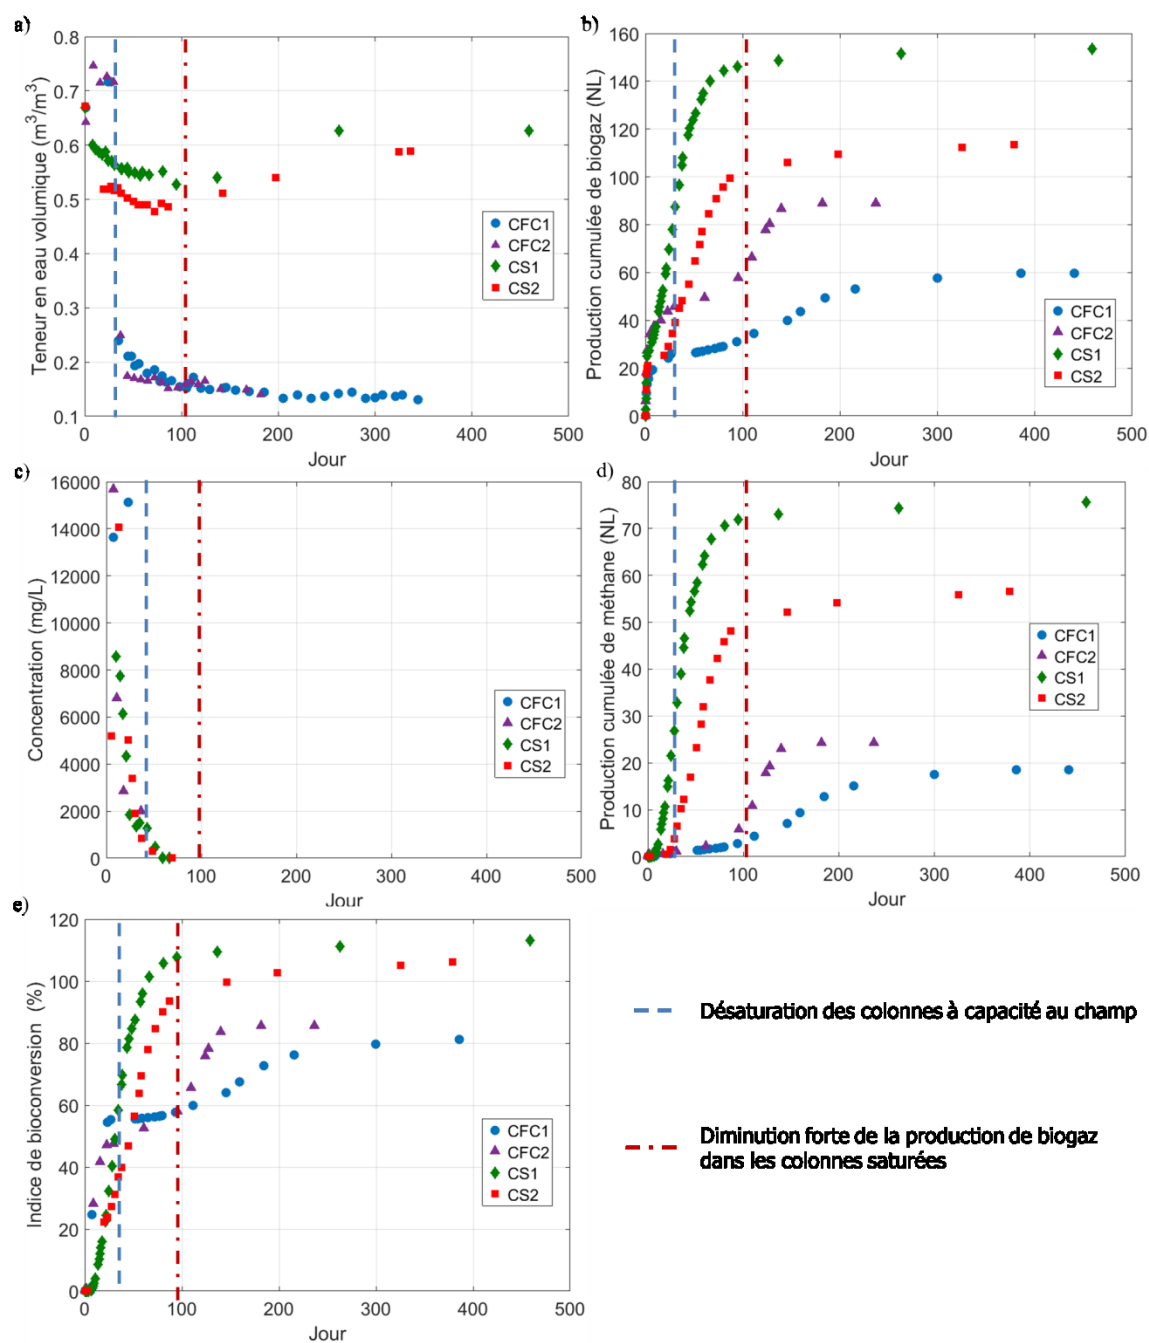 a)
Teneur en eau volumique (m³/m³)
0.8
0.7
0.6
0.5
0.4
0.3
0.2
0.1
0
100
200
300
400
500
Jour
CFC1
CFC2
CS1
CS2
b)
Production cumulée de biogaz (NL)
160
140
120
100
80
60
40
20
0
0
100
200
300
400
500
Jour
CFC1
CFC2
CS1
CS2
c)
Concentration (mg/L)
16000
14000
12000
10000
8000
6000
4000
2000
0
0
100
200
300
400
500
Jour
CFC1
CFC2
CS1
CS2
d)
Production cumulée de méthane (NL)
80
70
60
50
40
30
20
10
0
0
100
200
300
400
500
Jour
CFC1
CFC2
CS1
CS2
e)
Indice de bioconversion (%)
120
100
80
60
40
20
0
0
100
200
300
400
500
Jour
CFC1
CFC2
CS1
CS2
Désaturation des colonnes à capacité au champ
Diminution forte de la production de biogaz
dans les colonnes saturées